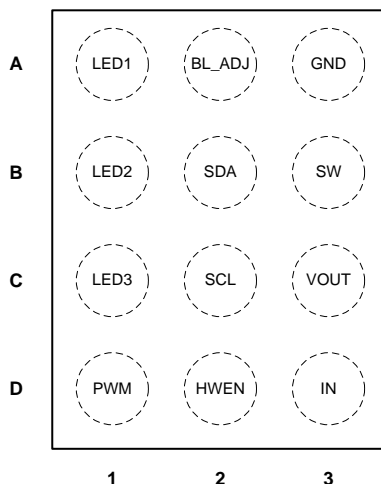 A LED1 BL_ADJ GND
B LED2 SDA SW
C LED3 SCL VOUT
D PWM HWEN IN
1 2 3